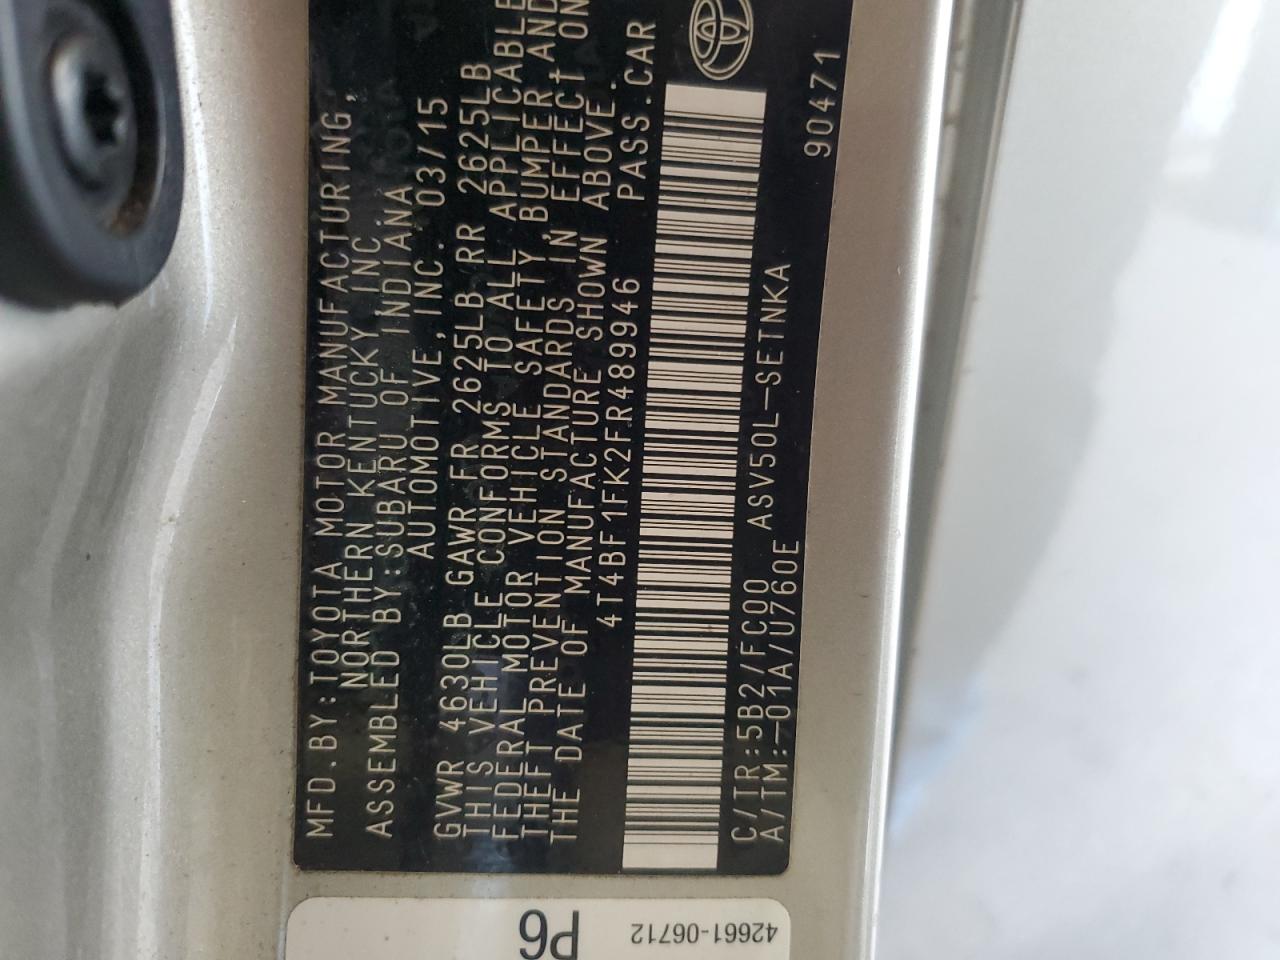 MFD.BY:TOYOTA MOTOR MANUFACTURING,
NORTHERN KENTUCKY INC
ASSEMBLED BY:SUBARU OF INDIANA
AUTOMOTIVE,INC. 03/15
GVWR 4630LB GAWR FR 2625LB RR 2625LB
THIS VEHICLE CONFORMS TO ALL APPLICABLE
FEDERAL MOTOR VEHICLE SAFETY, BUMPER, AND
THEFT PREVENTION STANDARDS IN EFFECT ON
THE DATE OF MANUFACTURE SHOWN ABOVE.
4T4BF1FK2FR489946 PASS.CAR
C/TR:5B2/FC00 ASV50L-SETNKA
A/TM:-01A/U760E 90471
P6
42661-06712